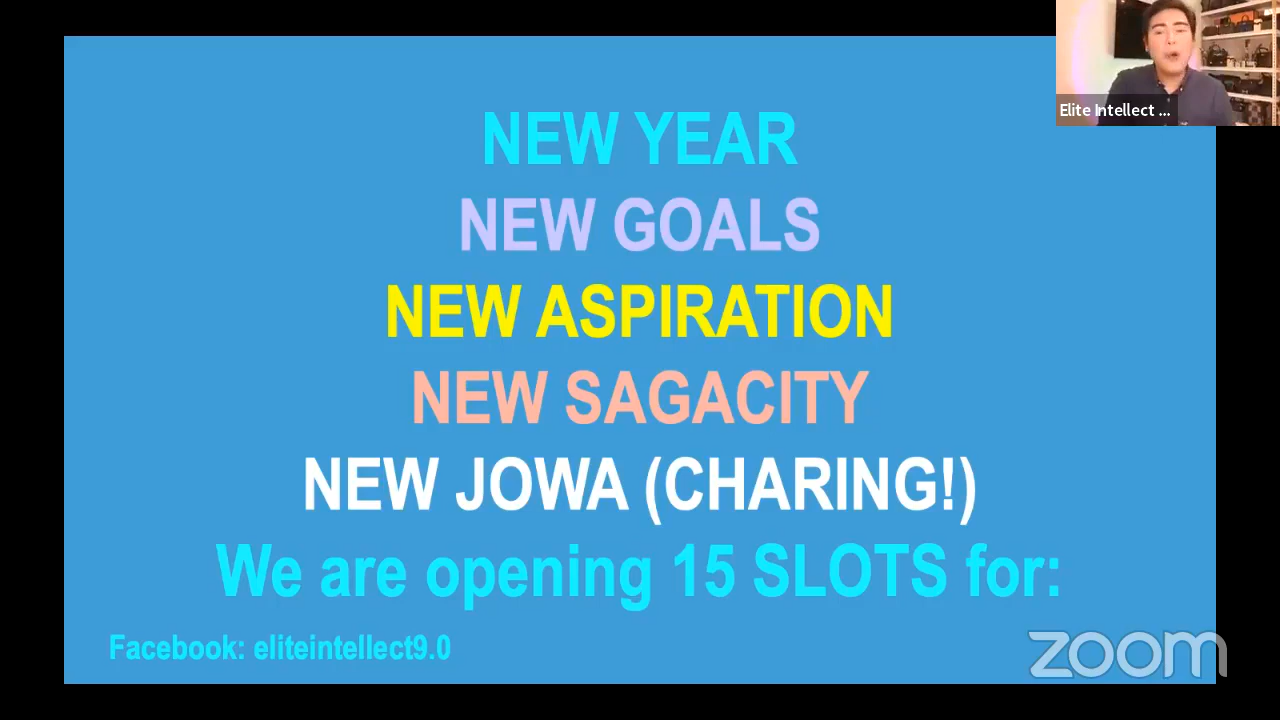 Elite Intellect ...
NEW YEAR
NEW GOALS
NEW ASPIRATION
NEW SAGACITY
NEW JOWA (CHARING!)
We are opening 15 SLOTS for:
Facebook: eliteintellect9.0
zoom